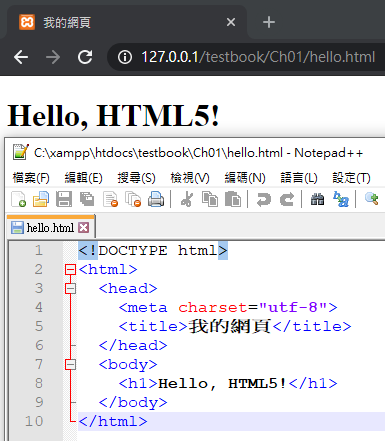 我的網頁
127.0.0.1/testbook/Ch01/hello.html
Hello, HTML5!
C:\xampp\htdocs\testbook\Ch01\hello.html - Notepad++
檔案(F) 編輯(E) 搜尋(S) 檢視(V) 編碼(N) 語言(L) 設定(T)
hello.html
1 <!DOCTYPE html>
2 <html>
3 <head>
4 <meta charset="utf-8">
5 <title>我的網頁</title>
6 </head>
7 <body>
8 <h1>Hello, HTML5!</h1>
9 </body>
10 </html>